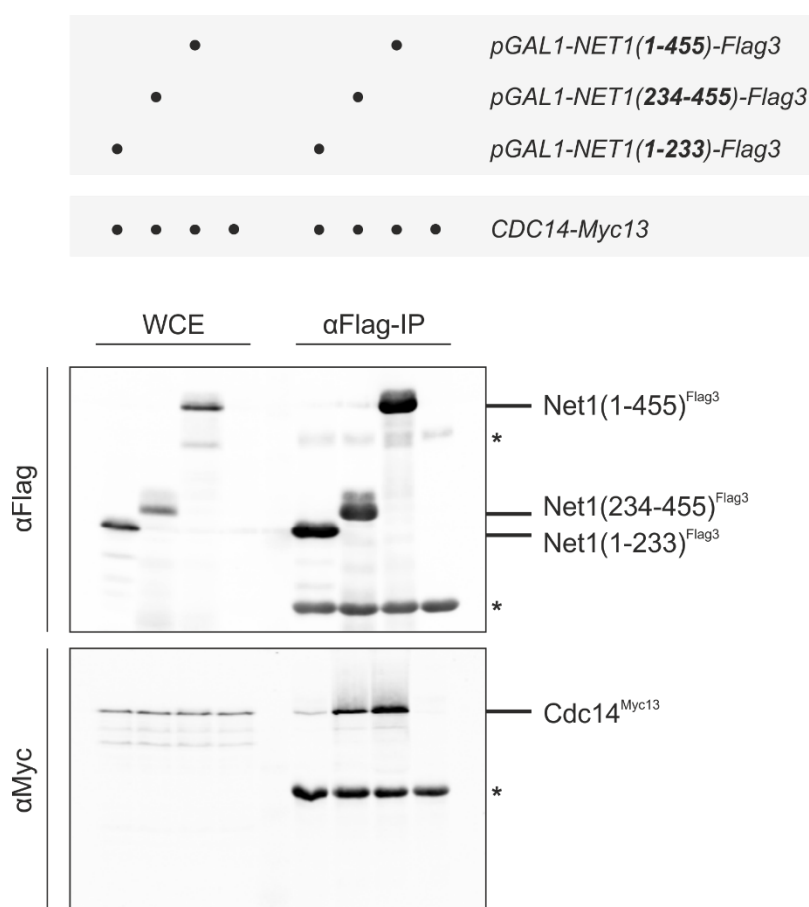 pGAL1-NET1(1-455)-Flag3
pGAL1-NET1(234-455)-Flag3
pGAL1-NET1(1-233)-Flag3
CDC14-Myc13
WCE
αFlag-IP
αFlag
Net1(1-455)Flag3
*
Net1(234-455)Flag3
Net1(1-233)Flag3
*
αMyc
Cdc14Myc13
*